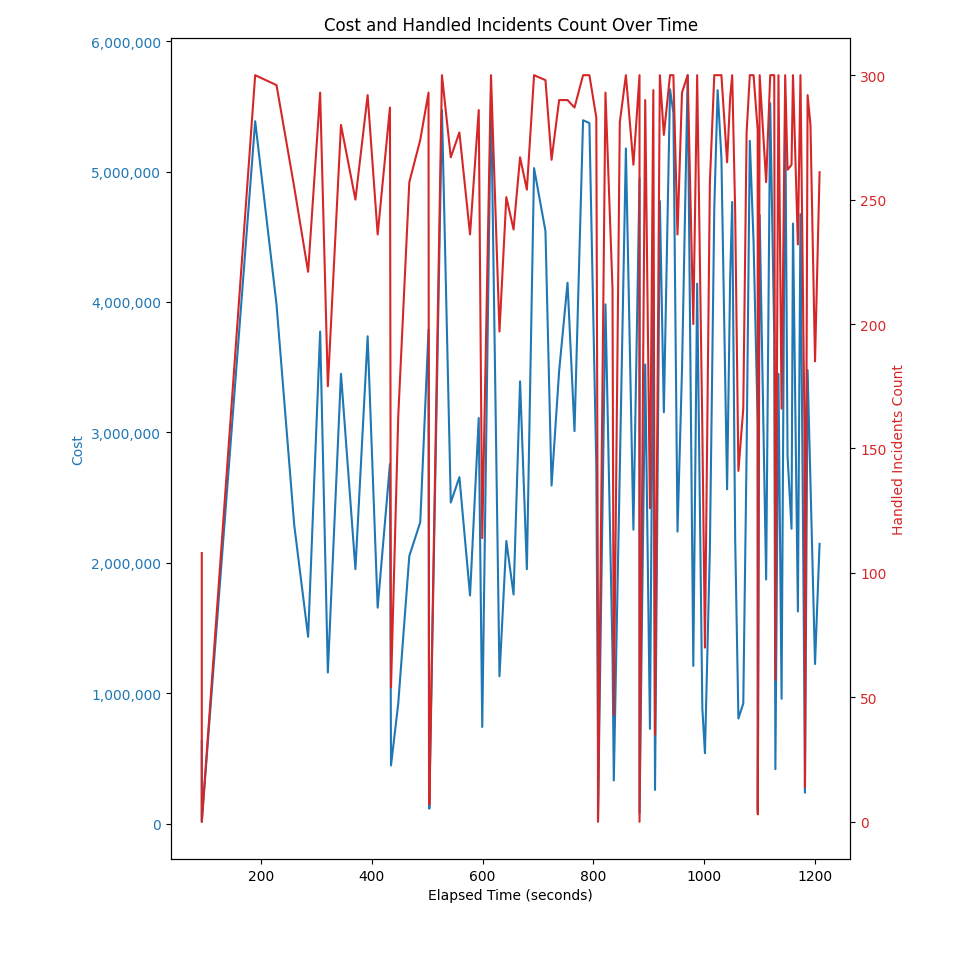 Cost and Handled Incidents Count Over Time
6,000,000
5,000,000
4,000,000
3,000,000
2,000,000
1,000,000
0
Cost
300
250
200
150
100
50
0
Handled Incidents Count
200 400 600 800 1000 1200
Elapsed Time (seconds)